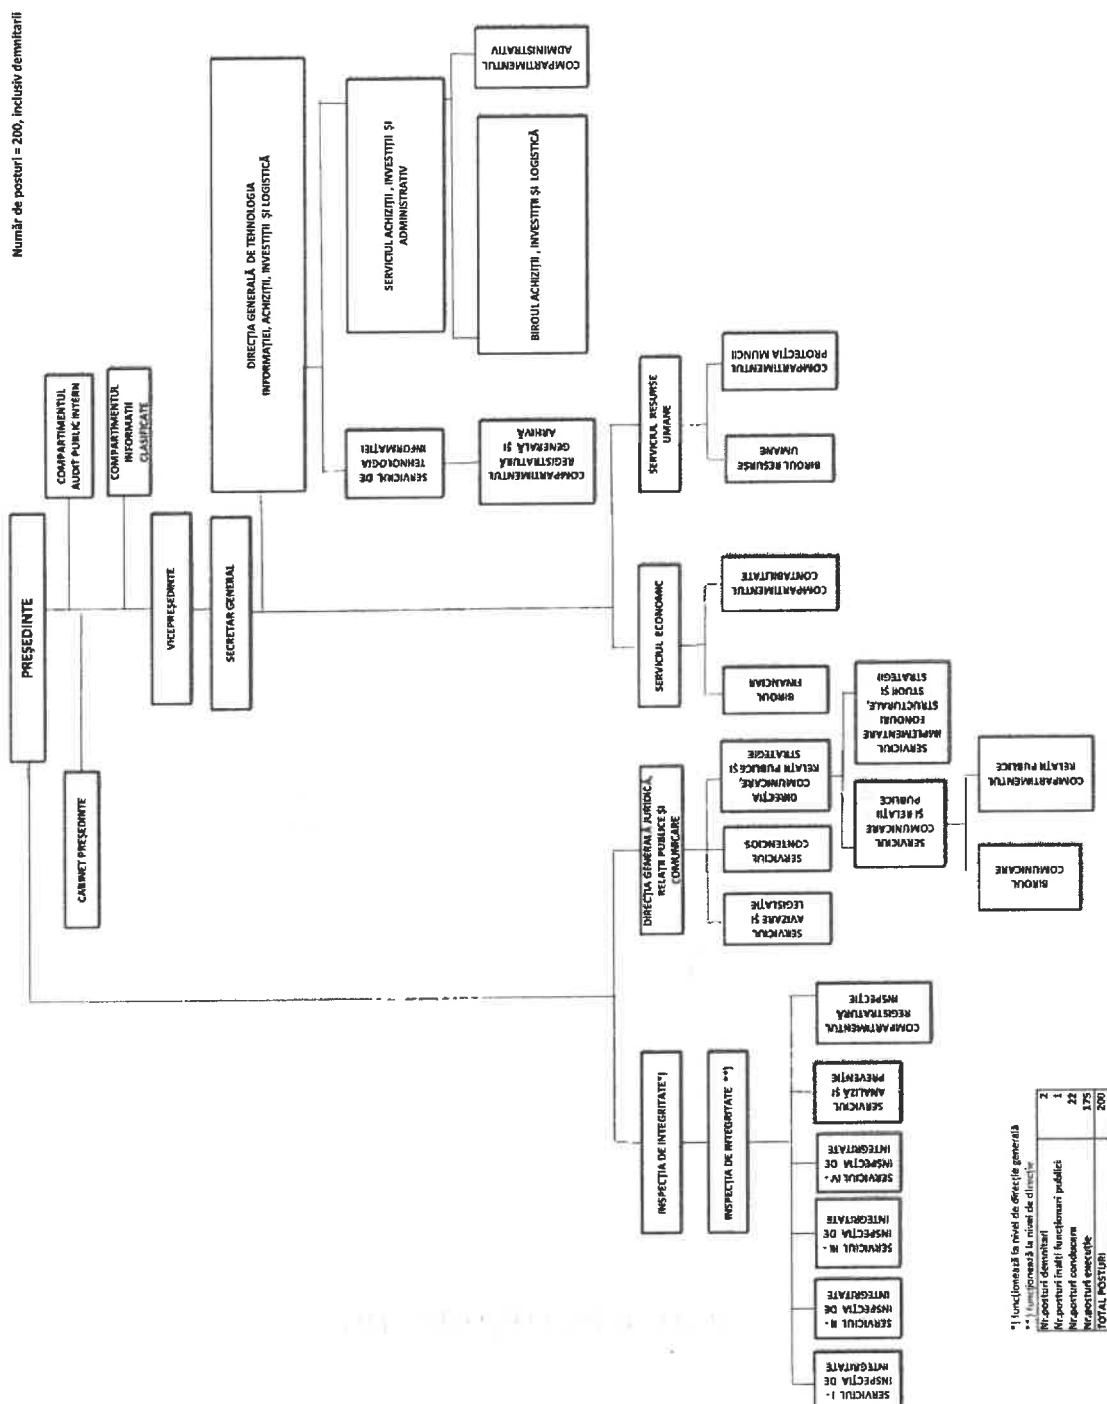 Număr de posturi = 200, inclusiv demnitarii
PREȘEDINTE
CABINET PREȘEDINTE
COMPARTIMENTUL
AUDIT PUBLIC INTERN
COMPARTIMENTUL
INFORMATII
CLASIFICATE
VICEPREȘEDINTE
SECRETAR GENERAL
DIRECȚIA GENERALĂ DE TEHNOLOGIA
INFORMAȚIEI, ACHIZIȚII, INVESTIȚII ȘI LOGISTICĂ
SERVICIUL DE
TEHNOLOGIA
INFORMAȚIEI
COMPARTIMENTUL
REGISTRATURĂ
GENERALĂ ȘI
ARHIVĂ
SERVICIUL ACHIZIȚII, INVESTIȚII ȘI
ADMINISTRATIV
BIROUL ACHIZIȚII, INVESTIȚII ȘI LOGISTICĂ
COMPARTIMENTUL
ADMINISTRATIV
INSPECȚIA DE INTEGRITATE*)
INSPECȚIA DE INTEGRITATE **)
SERVICIUL I -
INSPECȚIA DE
INTEGRITATE
SERVICIUL II -
INSPECȚIA DE
INTEGRITATE
SERVICIUL III -
INSPECȚIA DE
INTEGRITATE
SERVICIUL IV -
INSPECȚIA DE
INTEGRITATE
SERVICIUL
ANALIZĂ ȘI
PREVENȚIE
COMPARTIMENTUL
REGISTRATURĂ
INSPECȚIE
DIRECȚIA GENERALĂ JURIDICĂ,
RELAȚII PUBLICE ȘI
COMUNICARE
SERVICIUL
AVIZARE ȘI
LEGISLAȚIE
SERVICIUL
CONTENCIOS
DIRECȚIA
COMUNICARE,
RELAȚII PUBLICE ȘI
STRATEGIE
SERVICIUL
COMUNICARE
ȘI RELAȚII
PUBLICE
SERVICIUL
IMPLEMENTARE
FONDURI
STRUCTURALE,
STUDII ȘI
STRATEGII
BIROUL
COMUNICARE
COMPARTIMENTUL
RELAȚII PUBLICE
SERVICIUL ECONOMIC
BIROUL
FINANCIAR
COMPARTIMENTUL
CONTABILITATE
SERVICIUL RESURSE
UMANE
BIROUL RESURSE
UMANE
COMPARTIMENTUL
PROTECȚIA MUNCII
*) funcționează la nivel de direcție generală
**) funcționează la nivel de direcție
Nr.posturi demnitari 2
Nr.posturi inalți funcționari publici 1
Nr.posturi conducere 22
Nr.posturi execuție 175
TOTAL POSTURI 200